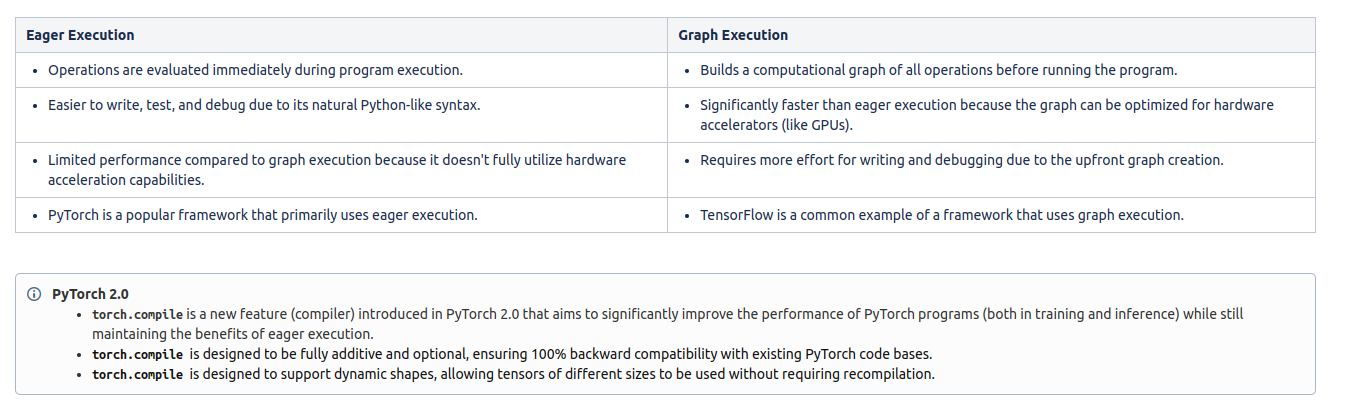 Eager Execution
Graph Execution
• Operations are evaluated immediately during program execution.
• Builds a computational graph of all operations before running the program.
• Easier to write, test, and debug due to its natural Python-like syntax.
• Significantly faster than eager execution because the graph can be optimized for hardware
accelerators (like GPUs).
• Limited performance compared to graph execution because it doesn't fully utilize hardware
acceleration capabilities.
• Requires more effort for writing and debugging due to the upfront graph creation.
• PyTorch is a popular framework that primarily uses eager execution.
• TensorFlow is a common example of a framework that uses graph execution.
PyTorch 2.0
• torch.compile is a new feature (compiler) introduced in PyTorch 2.0 that aims to significantly improve the performance of PyTorch programs (both in training and inference) while still
maintaining the benefits of eager execution.
• torch.compile is designed to be fully additive and optional, ensuring 100% backward compatibility with existing PyTorch code bases.
• torch.compile is designed to support dynamic shapes, allowing tensors of different sizes to be used without requiring recompilation.